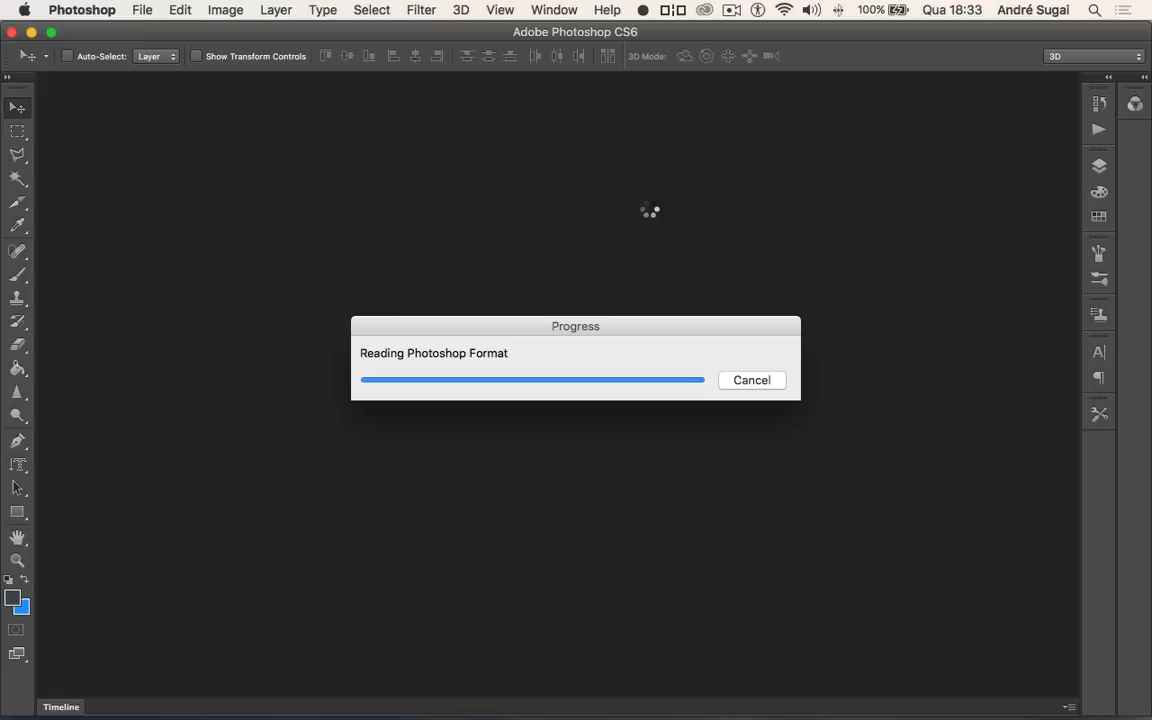 Photoshop File Edit Image Layer Type Select Filter 3D View Window Help 100% Qua 18:33 André Sugai
Adobe Photoshop CS6
Auto-Select: Layer Show Transform Controls 3D Mode: 3D
Progress
Reading Photoshop Format
Cancel
Timeline